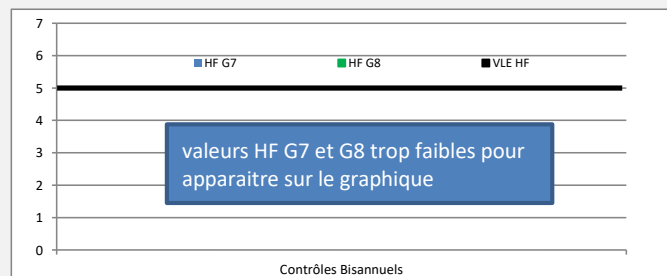 7
6
HF G7 HF G8 VLE HF
5
4
valeurs HF G7 et G8 trop faibles pour
3
apparaitre sur le graphique
2
1
0
Contrôles Bisannuels